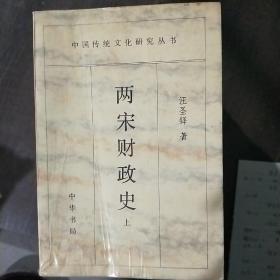 中国传统文化研究丛书
两宋财政史
上
汪圣铎 著
中华书局